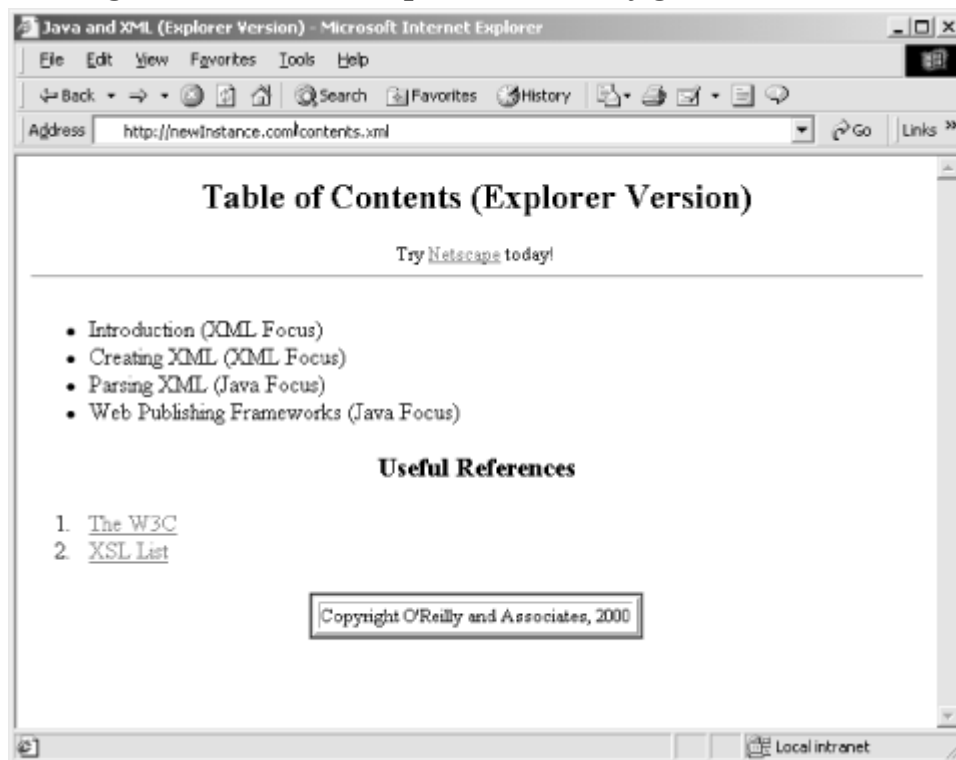 Java and XML (Explorer Version) - Microsoft Internet Explorer
File Edit View Favorites Tools Help
Back Search Favorites History
Address http://newInstance.com/contents.xml Go Links »
Table of Contents (Explorer Version)
Try Netscape today!
• Introduction (XML Focus)
• Creating XML (XML Focus)
• Parsing XML (Java Focus)
• Web Publishing Frameworks (Java Focus)
Useful References
1. The W3C
2. XSL List
Copyright O'Reilly and Associates, 2000
Local intranet